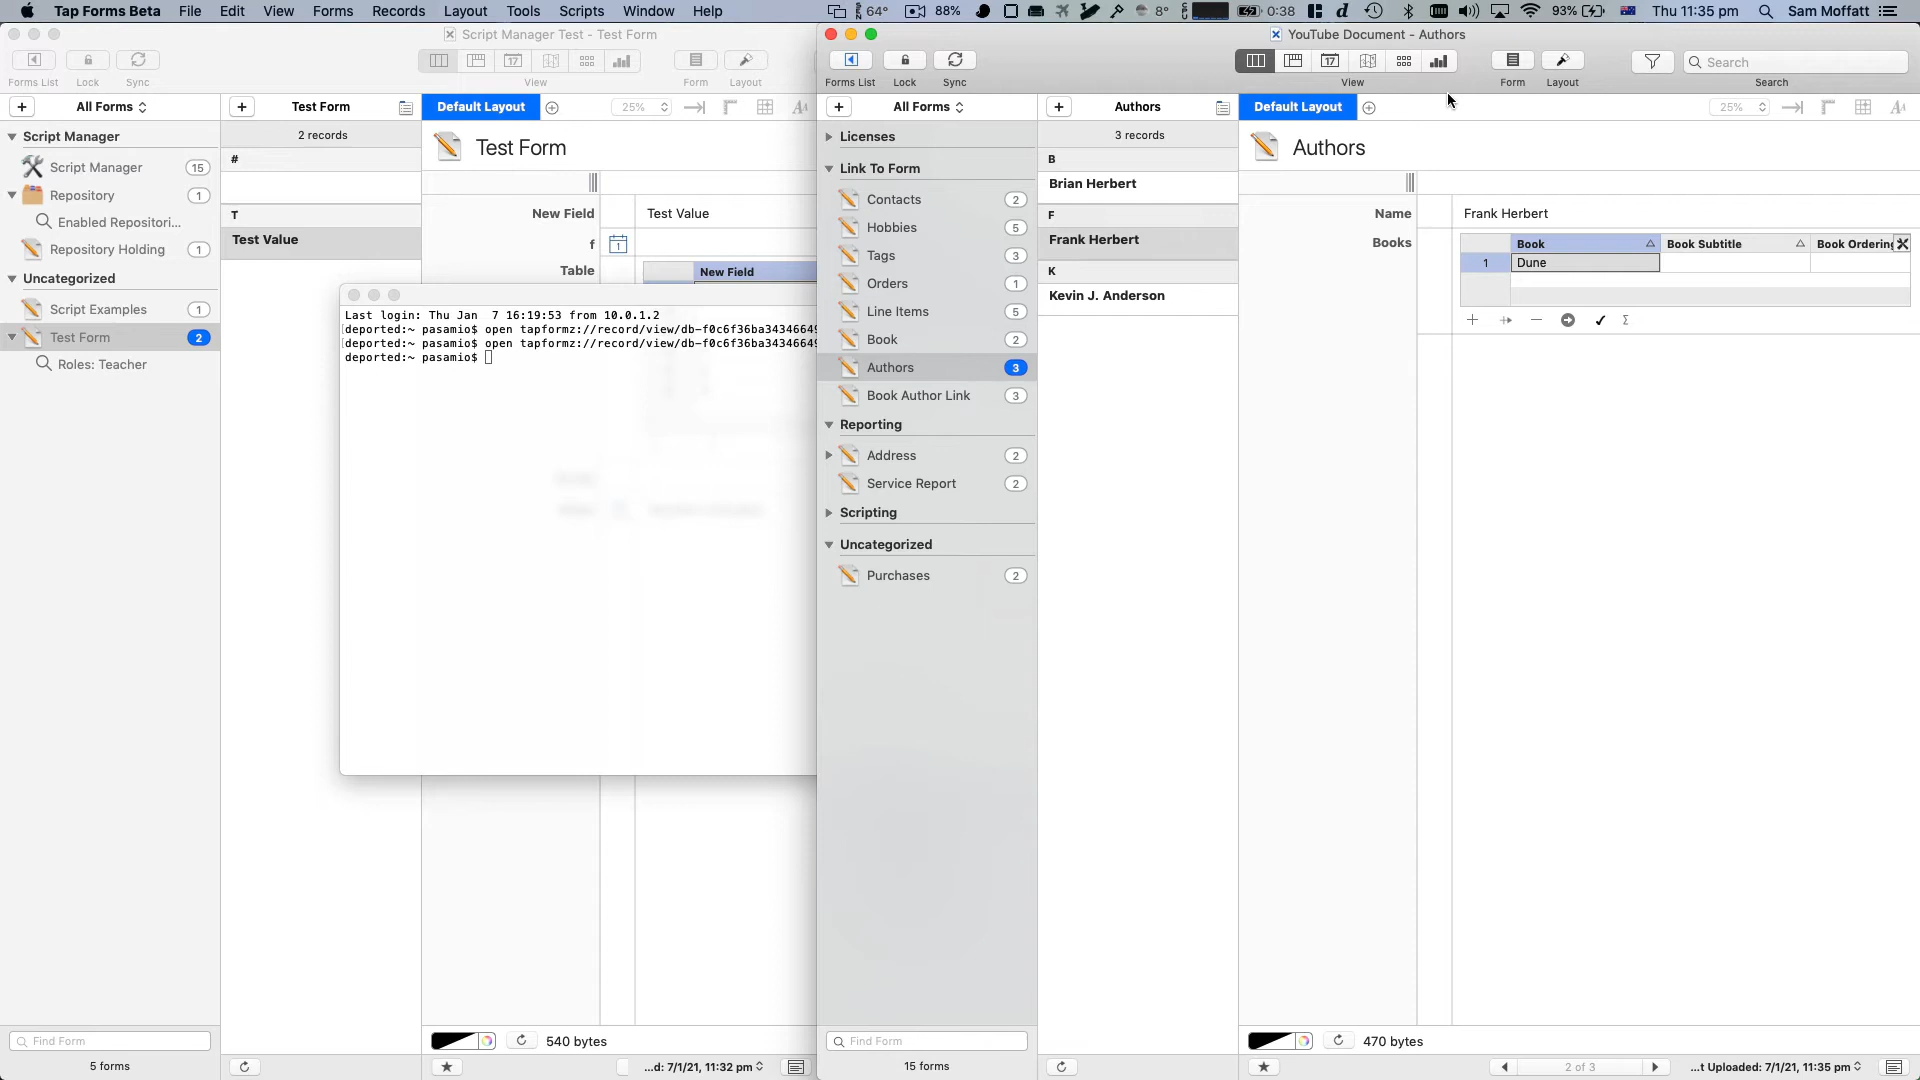 Tap Forms Beta File Edit View Forms Records Layout Tools Scripts Window Help 64° 88% 8° 0:38 93% Thu 11:35 pm Sam Moffatt
Script Manager Test - Test Form
Forms List Lock Sync View Form Layout
All Forms
Test Form
Default Layout
25%
Script Manager
Script Manager 15
Repository 1
Enabled Repositori...
Repository Holding 1
Uncategorized
Script Examples 1
Test Form 2
Roles: Teacher
Find Form
5 forms
2 records
#
T
Test Value
Test Form
New Field Test Value
f
Table New Field
540 bytes
...d: 7/1/21, 11:32 pm
Last login: Thu Jan  7 16:19:53 from 10.0.1.2
deported:~ pasamio$ open tapformz://record/view/db-f0c6f36ba34346649
deported:~ pasamio$ open tapformz://record/view/db-f0c6f36ba34346649
deported:~ pasamio$
YouTube Document - Authors
Forms List Lock Sync View Form Layout Search
Search
All Forms
Authors
Default Layout
25%
Licenses
Link To Form
Contacts 2
Hobbies 5
Tags 3
Orders 1
Line Items 5
Book 2
Authors 3
Book Author Link 3
Reporting
Address 2
Service Report 2
Scripting
Uncategorized
Purchases 2
Find Form
15 forms
3 records
B
Brian Herbert
F
Frank Herbert
K
Kevin J. Anderson
Authors
Name Frank Herbert
Books
Book Book Subtitle Book Ordering
1 Dune
470 bytes
2 of 3
...t Uploaded: 7/1/21, 11:35 pm